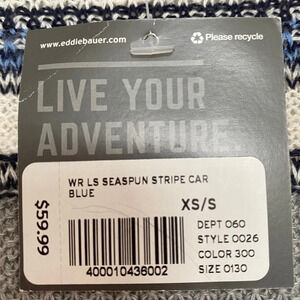 www.eddiebauer.com
Please recycle
LIVE YOUR
ADVENTURE.
WR LS SEASPUN STRIPE CAR
BLUE
XS/S
$59.99
DEPT 060
STYLE 0026
COLOR 300
SIZE 0130
400010436002